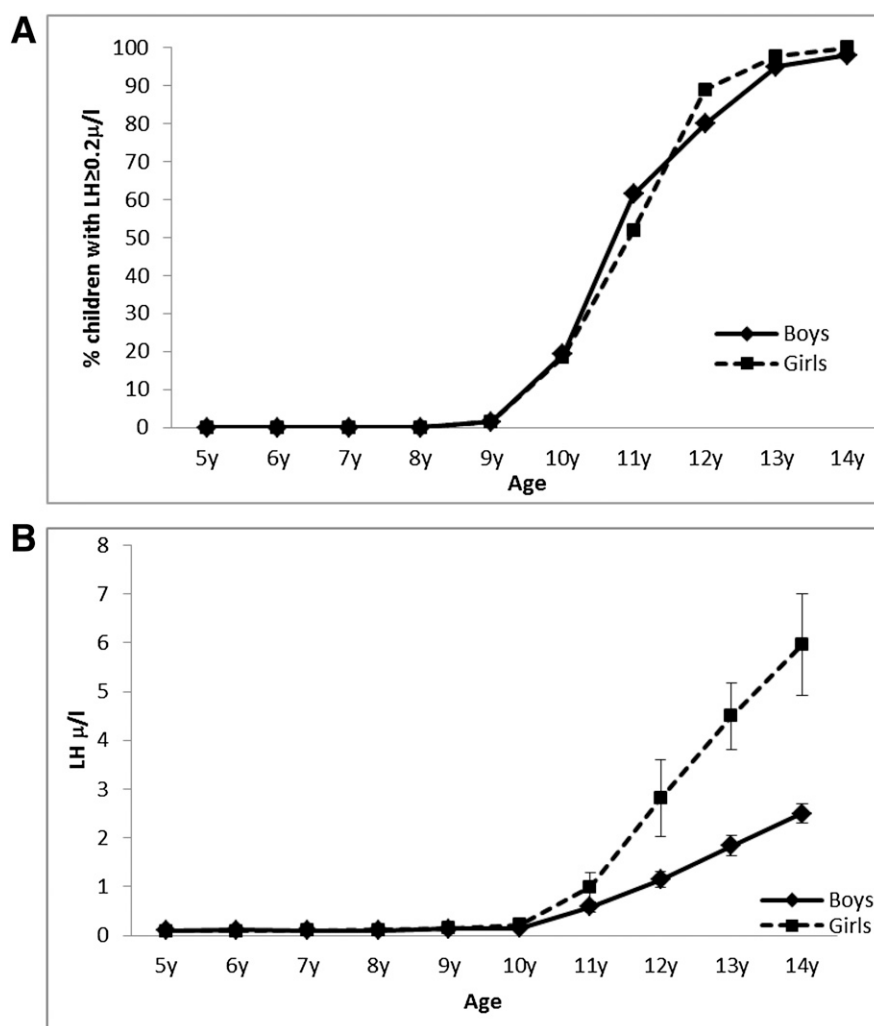 A
% children with LH≥0.2µ/l
100
90
80
70
60
50
40
30
20
10
0
5y 6y 7y 8y 9y 10y 11y 12y 13y 14y
Age
Boys
Girls
B
LH µ/l
8
7
6
5
4
3
2
1
0
5y 6y 7y 8y 9y 10y 11y 12y 13y 14y
Age
Boys
Girls